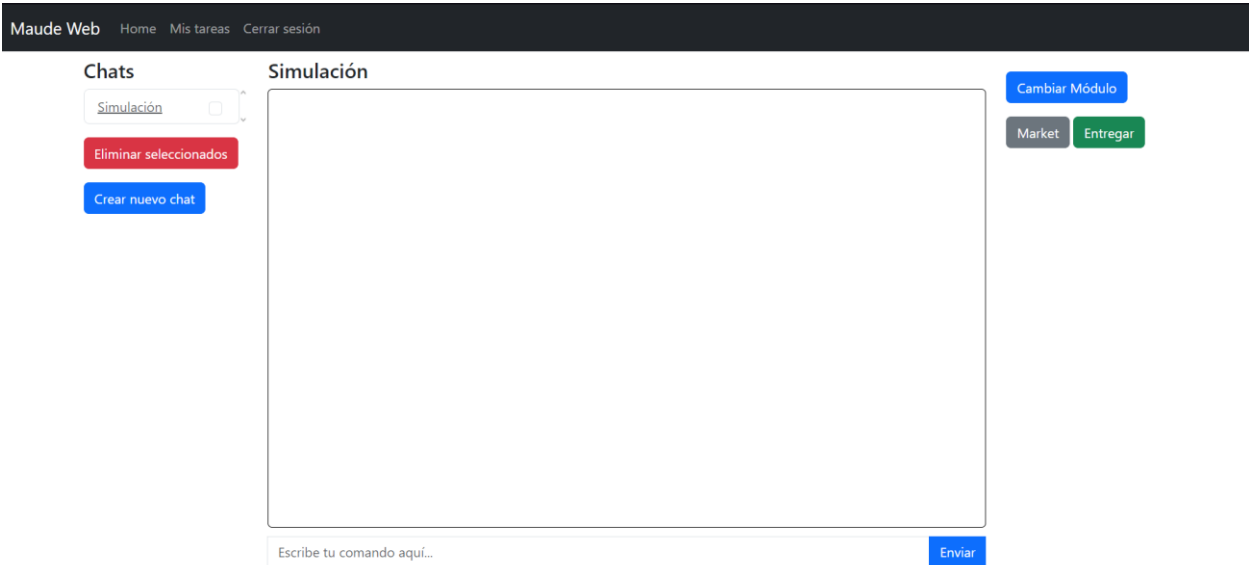 Maude Web Home Mis tareas Cerrar sesión
Chats
Simulación
Eliminar seleccionados
Crear nuevo chat
Simulación
Escribe tu comando aquí...
Enviar
Cambiar Módulo
Market Entregar